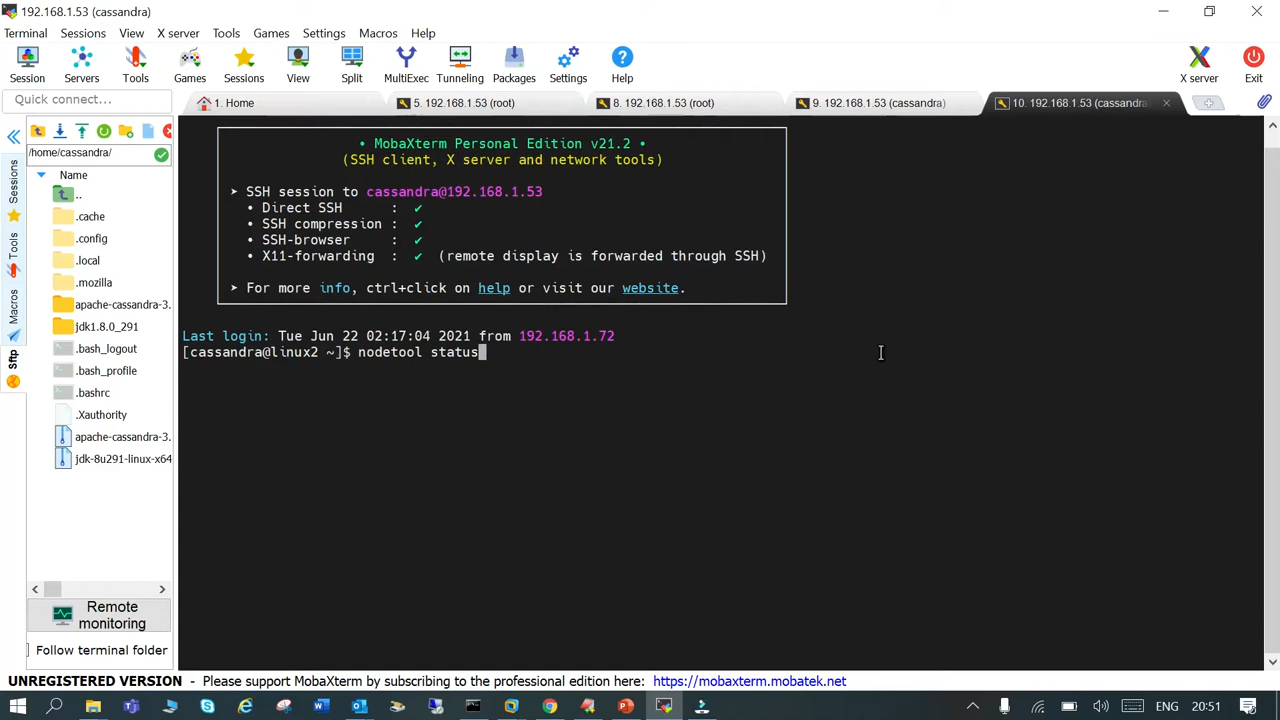 192.168.1.53 (cassandra)
Terminal Sessions View X server Tools Games Settings Macros Help
Session Servers Tools Games Sessions View Split MultiExec Tunneling Packages Settings Help X server Exit
Quick connect...
1. Home
5. 192.168.1.53 (root)
8. 192.168.1.53 (root)
9. 192.168.1.53 (cassandra)
10. 192.168.1.53 (cassandra
/home/cassandra/
Name
..
.cache
.config
.local
.mozilla
apache-cassandra-3.
jdk1.8.0_291
.bash_logout
.bash_profile
.bashrc
.Xauthority
apache-cassandra-3.
jdk-8u291-linux-x64
Sessions
Tools
Macros
Sftp
Remote
monitoring
Follow terminal folder
• MobaXterm Personal Edition v21.2 •
(SSH client, X server and network tools)
➤ SSH session to cassandra@192.168.1.53
• Direct SSH : ✔
• SSH compression : ✔
• SSH-browser : ✔
• X11-forwarding : ✔ (remote display is forwarded through SSH)
➤ For more info, ctrl+click on help or visit our website.
Last login: Tue Jun 22 02:17:04 2021 from 192.168.1.72
[cassandra@linux2 ~]$ nodetool status
UNREGISTERED VERSION - Please support MobaXterm by subscribing to the professional edition here: https://mobaxterm.mobatek.net
ENG 20:51